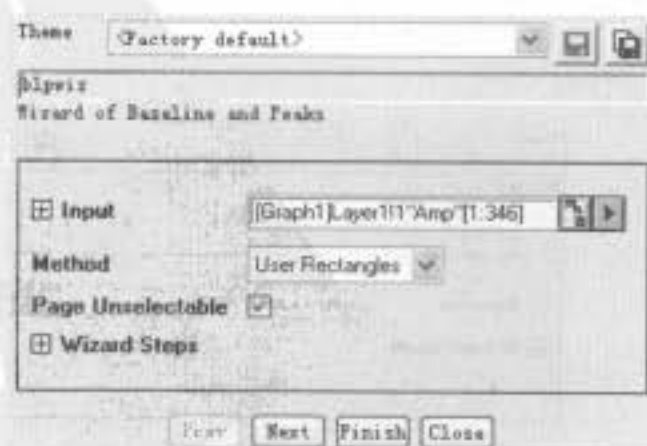 Theme <Factory default>
blpwiz
Wizard of Baseline and Peaks
Input [Graph1]Layer1!1"Amp"[1:346]
Method User Rectangles
Page Unselectable
Wizard Steps
Prev Next Finish Close